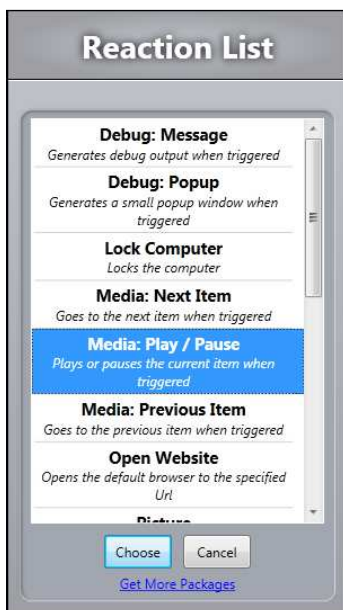 Reaction List
Debug: Message
Generates debug output when triggered
Debug: Popup
Generates a small popup window when
triggered
Lock Computer
Locks the computer
Media: Next Item
Goes to the next item when triggered
Media: Play / Pause
Plays or pauses the current item when
triggered
Media: Previous Item
Goes to the previous item when triggered
Open Website
Opens the default browser to the specified
Url
Picture
Choose
Cancel
Get More Packages